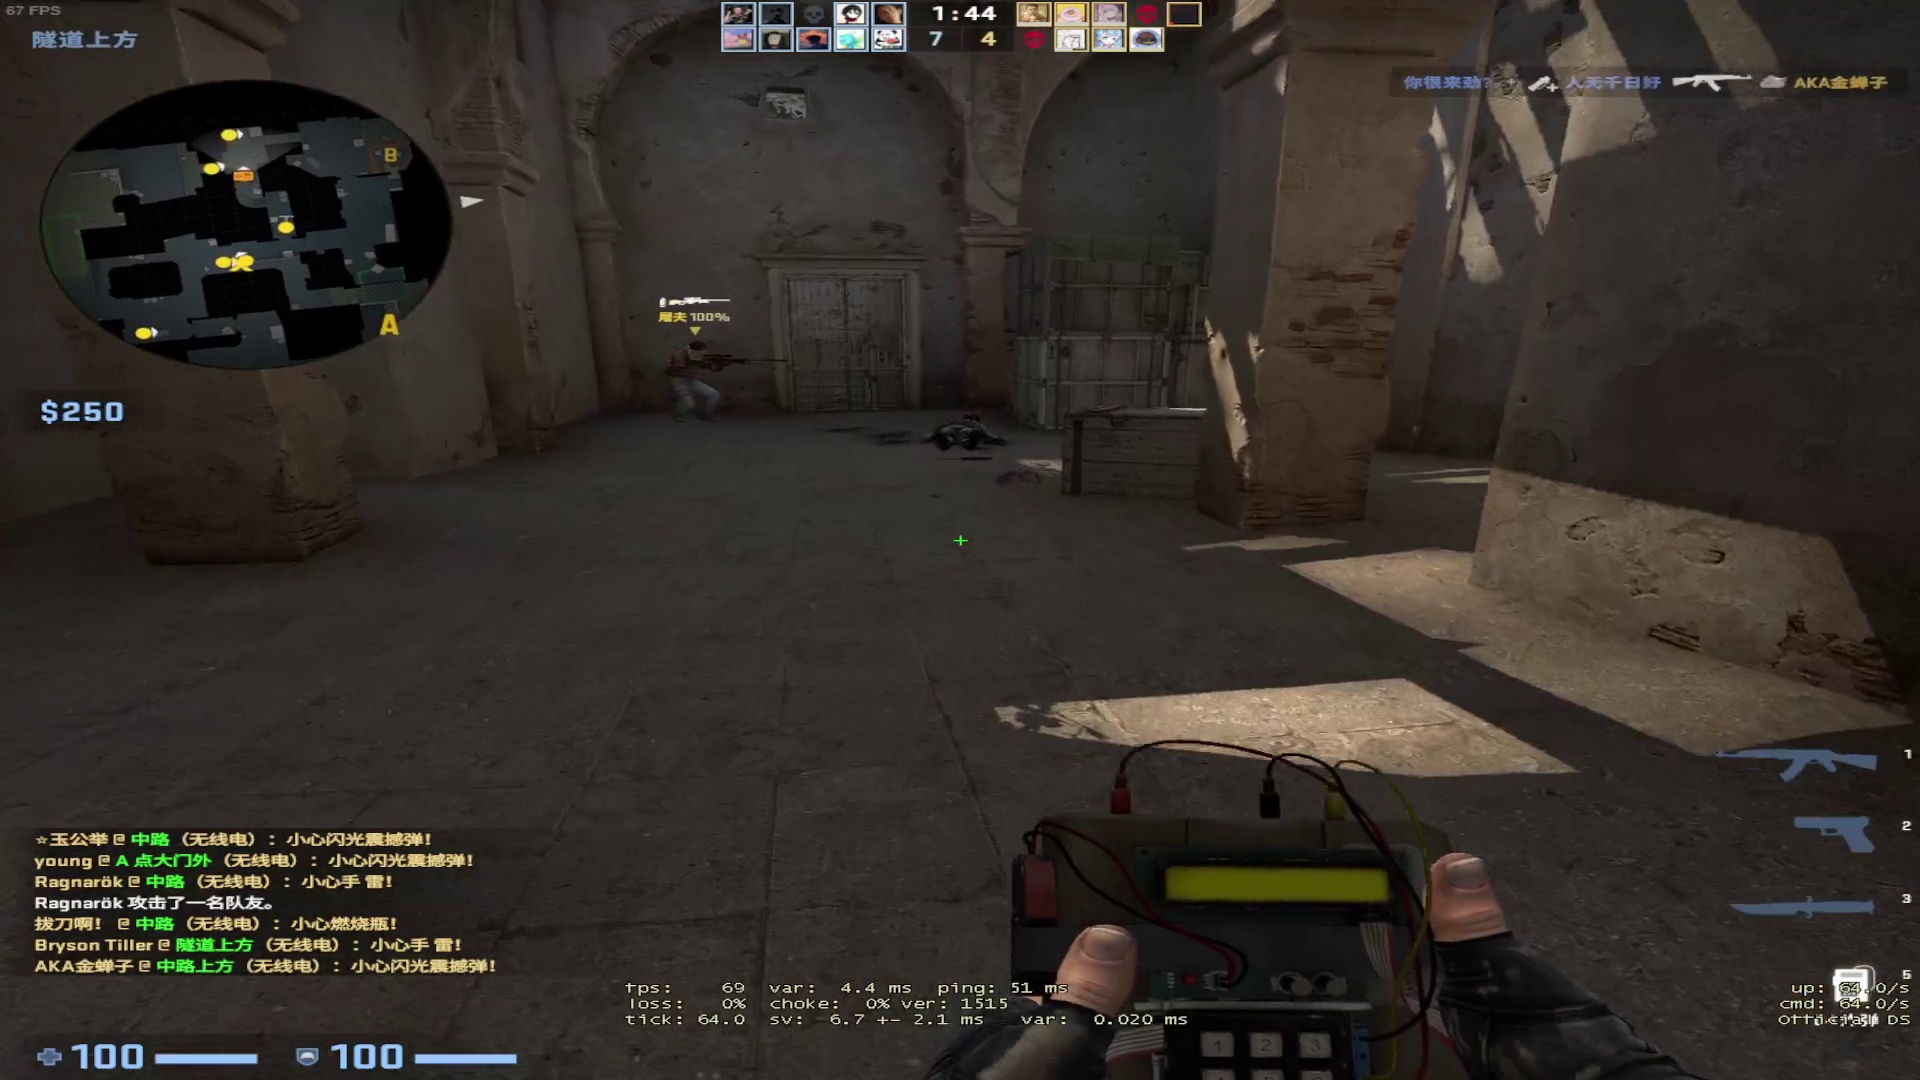 67 FPS
隧道上方
1:44
7 4
你很来劲? + 人无千日好 AKA金蝉子
B
A
屠夫 100%
$250
☆玉公举 @ 中路 (无线电) : 小心闪光震撼弹!
young @ A 点大门外 (无线电) : 小心闪光震撼弹!
Ragnarök @ 中路 (无线电) : 小心手 雷!
Ragnarök 攻击了一名队友。
拔刀啊! @ 中路 (无线电) : 小心燃烧瓶!
Bryson Tiller @ 隧道上方 (无线电) : 小心手 雷!
AKA金蝉子 @ 中路上方 (无线电) : 小心闪光震撼弹!
1
2
3
5
fps: 69 var: 4.4 ms ping: 51 ms
loss: 0% choke: 0% ver: 1515
tick: 64.0 sv: 6.7 +- 2.1 ms var: 0.020 ms
up: 64.0/s
cmd: 64.0/s
DS
100 100
1 2 3